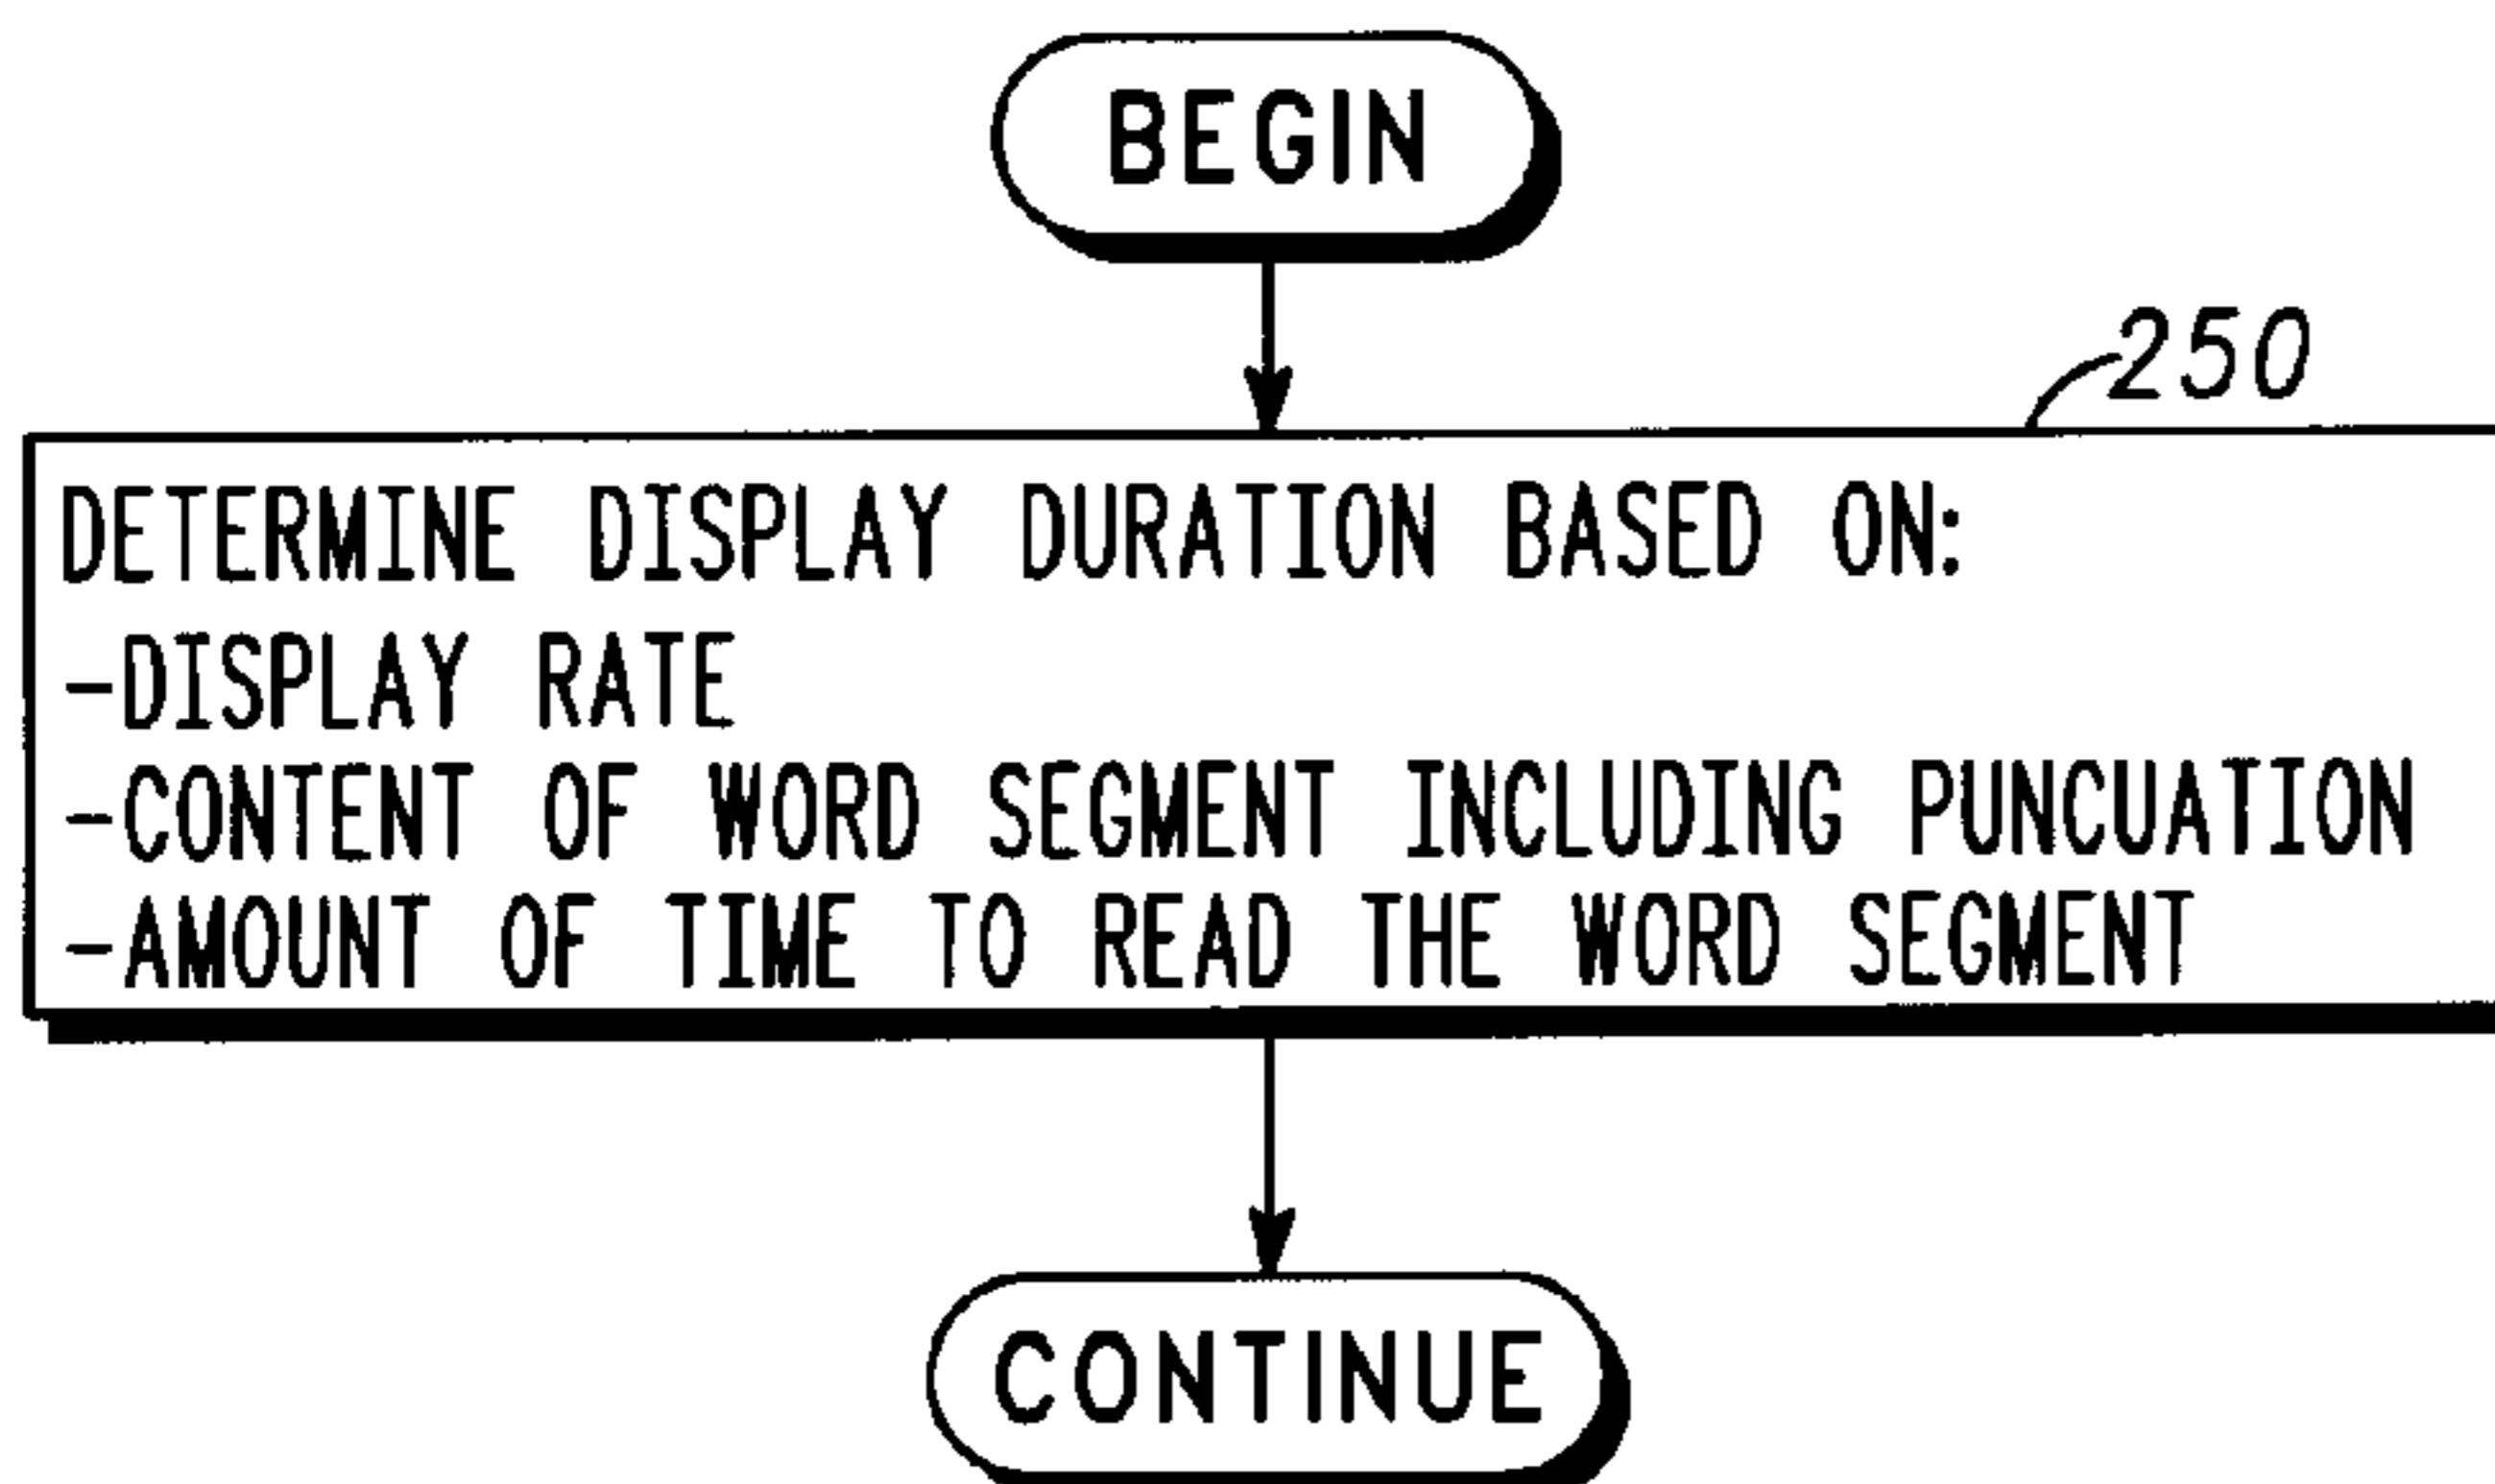 BEGIN
250
DETERMINE DISPLAY DURATION BASED ON:
-DISPLAY RATE
-CONTENT OF WORD SEGMENT INCLUDING PUNCUATION
-AMOUNT OF TIME TO READ THE WORD SEGMENT
CONTINUE